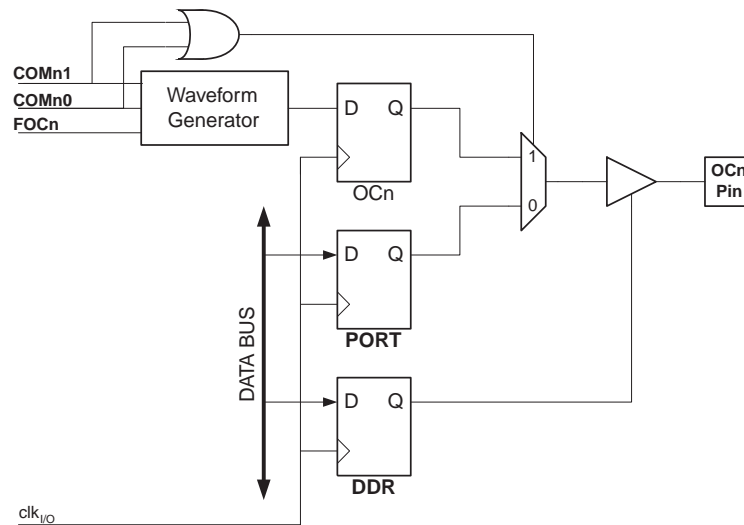 COMn1
COMn0
FOCn
Waveform
Generator
D Q
OCn
1
0
OCn
Pin
D Q
PORT
DATA BUS
D Q
DDR
clkI/O